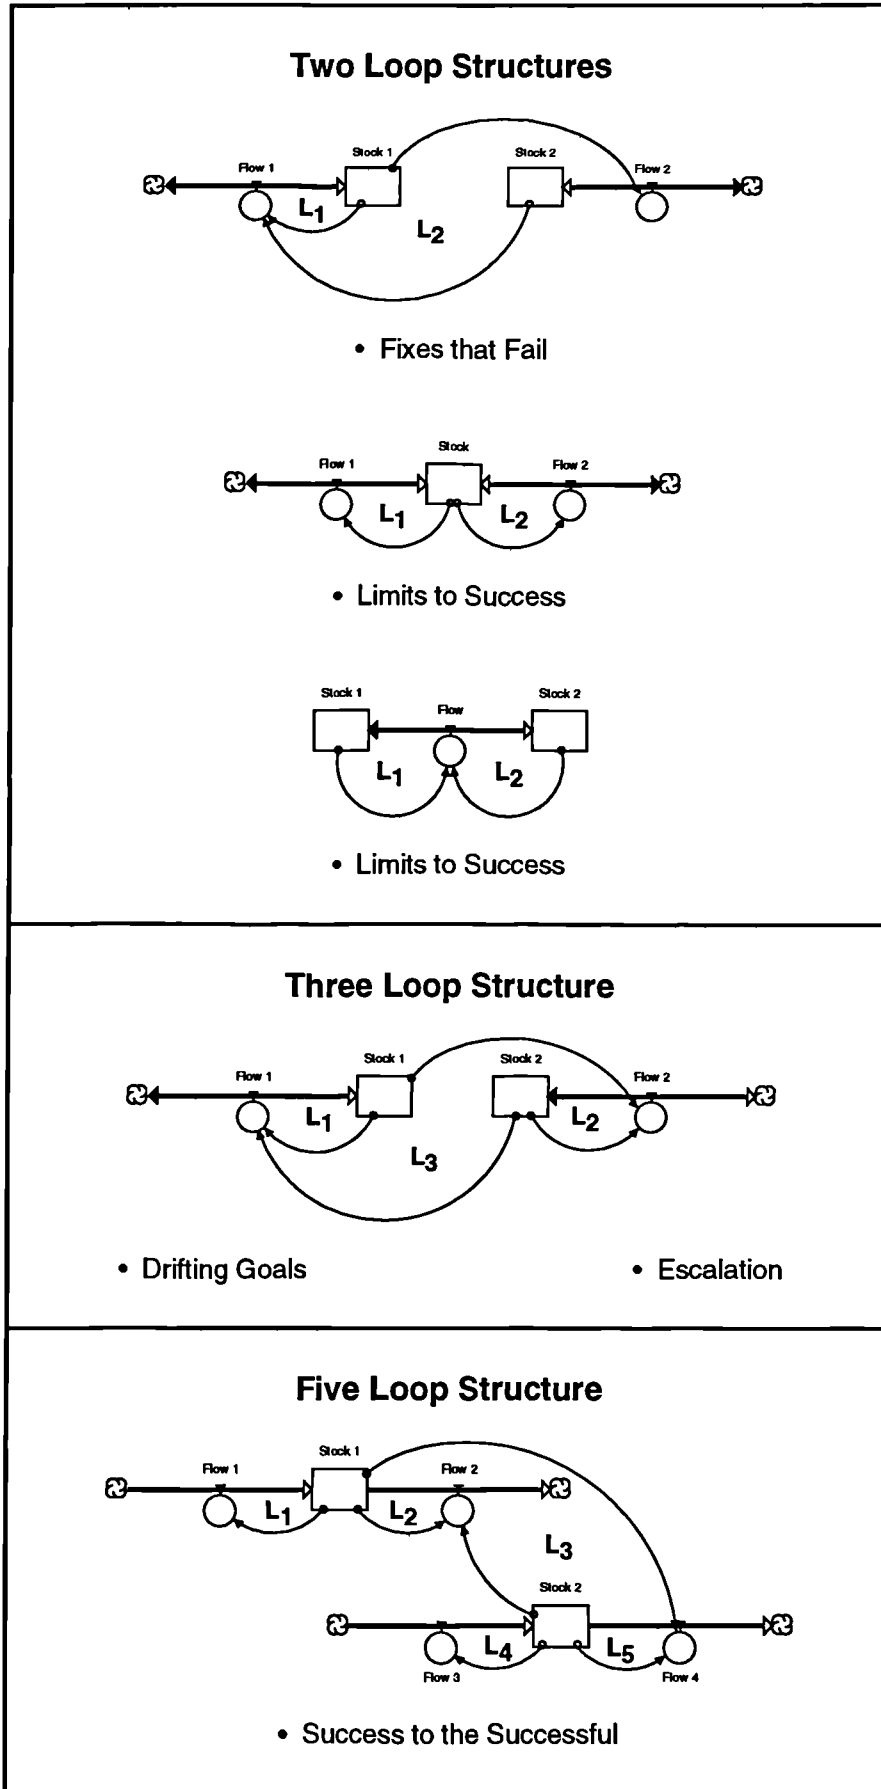 Two Loop Structures
Flow 1
Stock 1
Stock 2
Flow 2
L1
L2
• Fixes that Fail
Flow 1
Stock
Flow 2
L1
L2
• Limits to Success
Stock 1
Flow
Stock 2
L1
L2
• Limits to Success
Three Loop Structure
Flow 1
Stock 1
Stock 2
Flow 2
L1
L2
L3
• Drifting Goals
• Escalation
Five Loop Structure
Flow 1
Stock 1
Flow 2
L1
L2
L3
Stock 2
L4
L5
Flow 3
Flow 4
• Success to the Successful